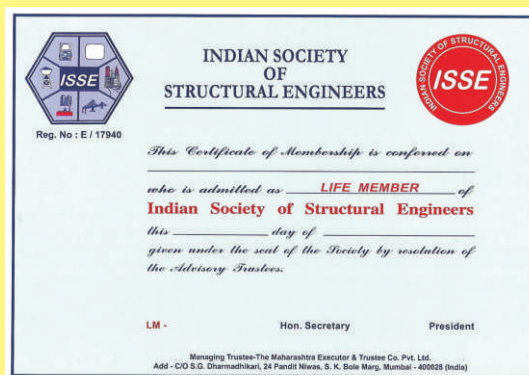 ISSE
Reg. No : E / 17940
INDIAN SOCIETY
OF
STRUCTURAL ENGINEERS
INDIAN SOCIETY OF STRUCTURAL ENGINEERS
ISSE
This Certificate of Membership is conferred on
who is admitted as LIFE MEMBER of
Indian Society of Structural Engineers
this day of
given under the seal of the Society by resolution of
the Advisory Trustees.
LM - Hon. Secretary President
Managing Trustee-The Maharashtra Executor & Trustee Co. Pvt. Ltd.
Add - C/O S.G. Dharmadhikari, 24 Pandit Niwas, S. K. Bole Marg, Mumbai - 400028 (India)